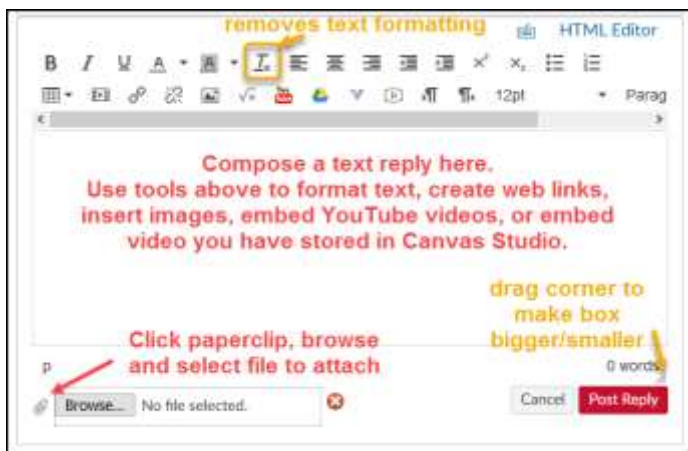 removes text formatting
HTML Editor
B I U A A Ix x² x₂
12pt Parag
Compose a text reply here.
Use tools above to format text, create web links,
insert images, embed YouTube videos, or embed
video you have stored in Canvas Studio.
drag corner to
make box
bigger/smaller
Click paperclip, browse
and select file to attach
p
0 words
Browse... No file selected.
Cancel Post Reply